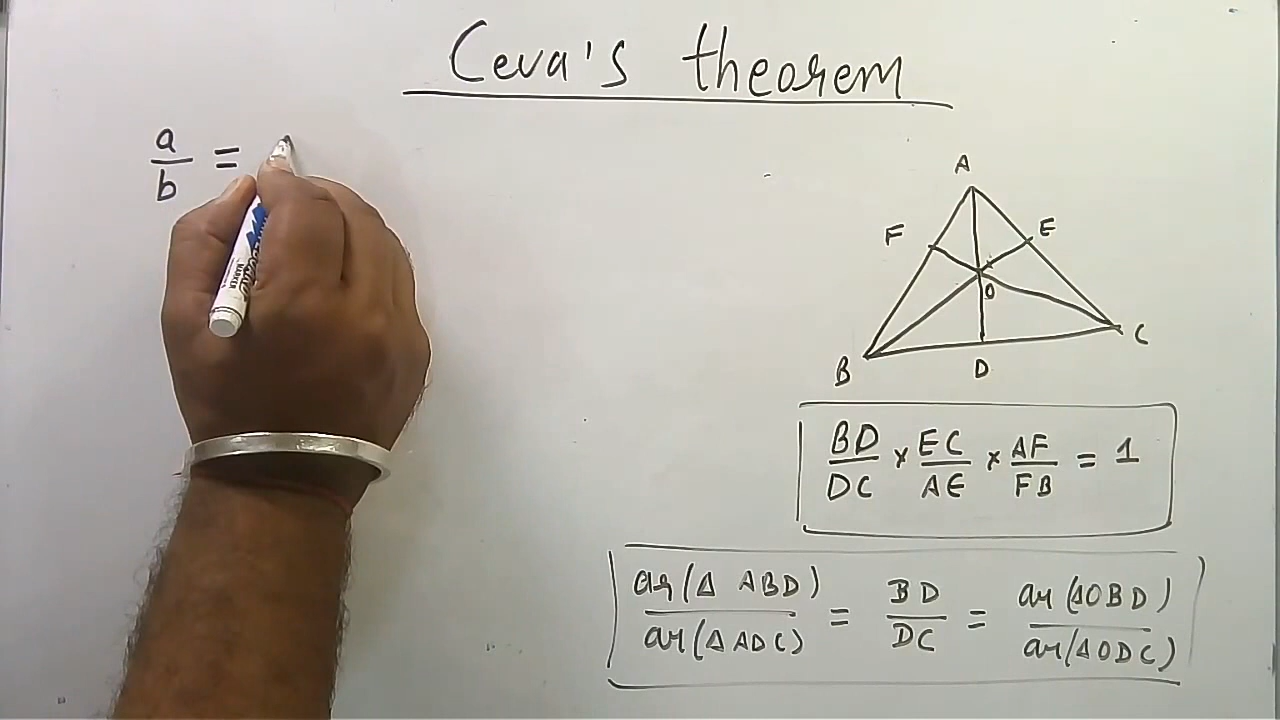 Ceva's theorem
a/b =
A
F E
O
B D C
BD/DC × EC/AE × AF/FB = 1
ar(Δ ABD)/ar(Δ ADC) = BD/DC = ar(ΔOBD)/ar(ΔODC)
MARKER